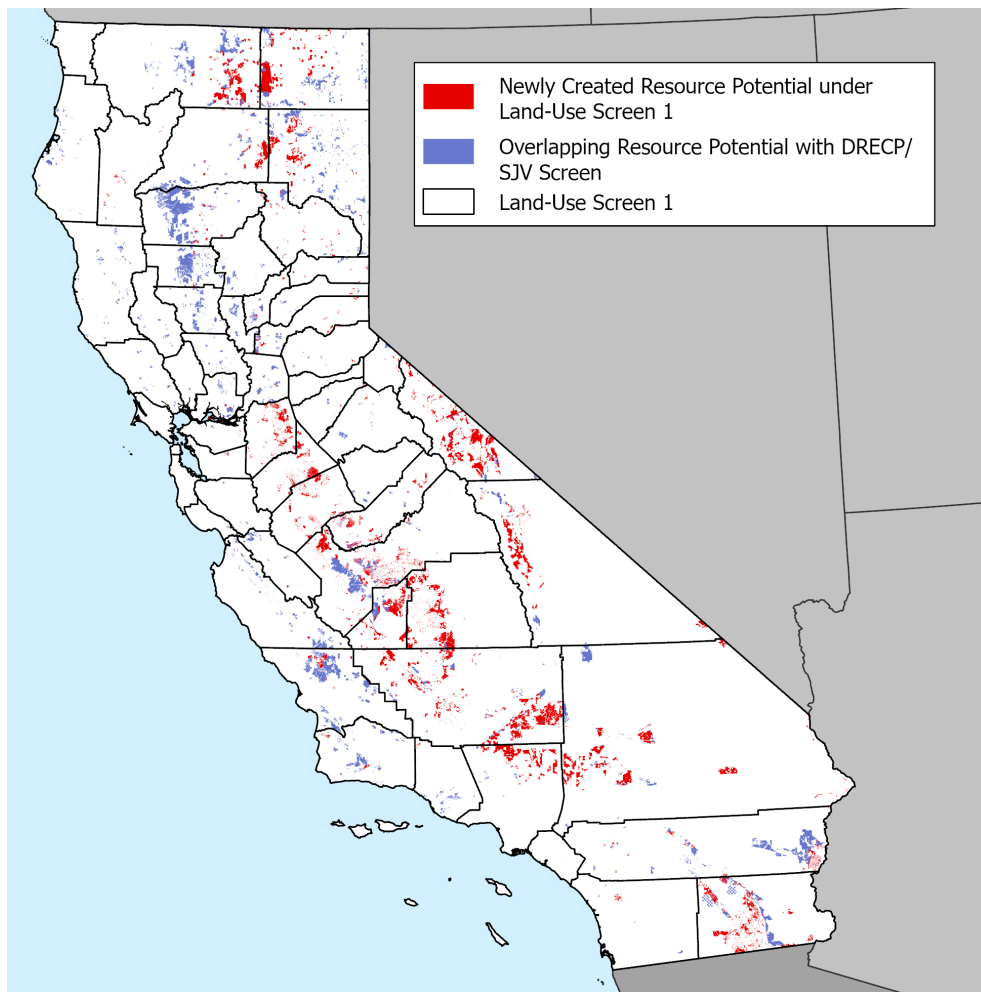 Newly Created Resource Potential under
Land-Use Screen 1
Overlapping Resource Potential with DRECP/
SJV Screen
Land-Use Screen 1